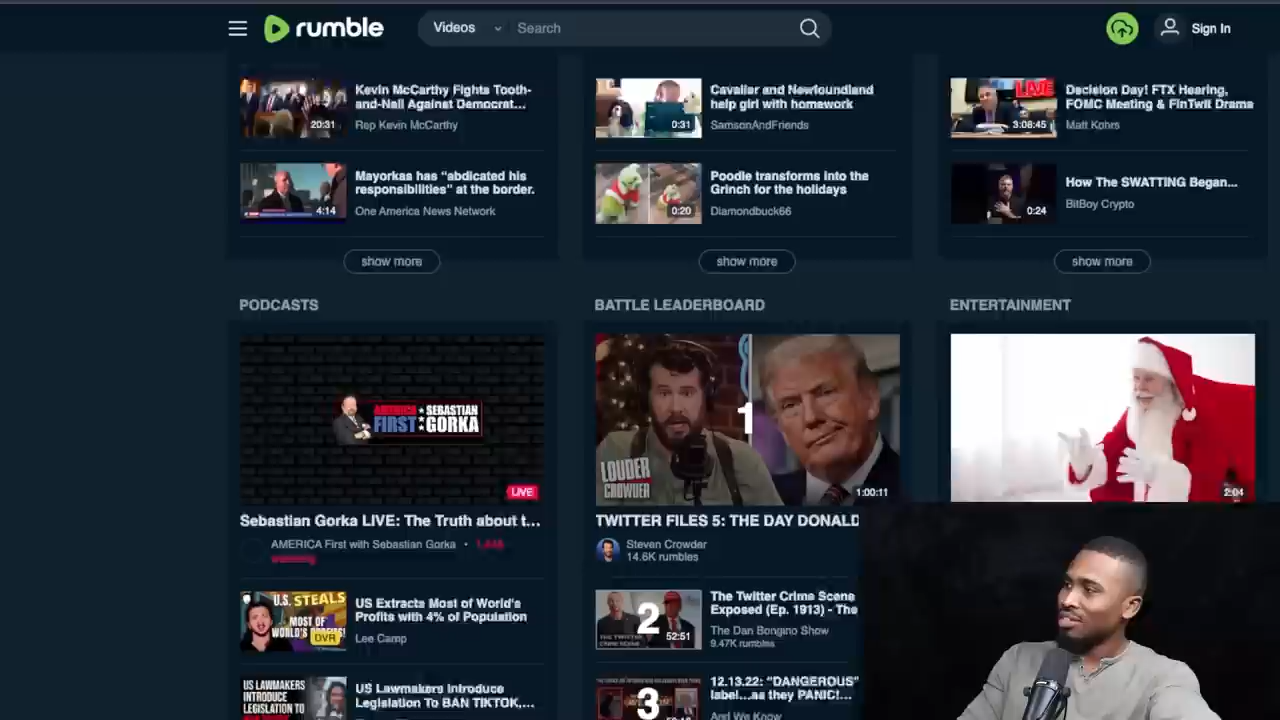 rumble
Videos
Search
Sign In
20:31
Kevin McCarthy Fights Tooth-
and-Nail Against Democrat...
Rep Kevin McCarthy
4:14
Mayorkas has “abdicated his
responsibilities” at the border.
One America News Network
show more
0:31
Cavalier and Newfoundland
help girl with homework
SamsonAndFriends
0:20
Poodle transforms into the
Grinch for the holidays
Diamondbuck66
show more
LIVE
3:08:45
Decision Day! FTX Hearing,
FOMC Meeting & FinTwit Drama
Matt Kohrs
0:24
How The SWATTING Began...
BitBoy Crypto
show more
PODCASTS
AMERICA FIRST
SEBASTIAN GORKA
LIVE
Sebastian Gorka LIVE: The Truth about t...
AMERICA First with Sebastian Gorka •
U.S. STEALS
MOST OF
WORLD'S
DVR
US Extracts Most of World's
Profits with 4% of Population
Lee Camp
US LAWMAKERS
INTRODUCE
LEGISLATION TO
US Lawmakers Introduce
Legislation To BAN TIKTOK,...
BATTLE LEADERBOARD
1
LOUDER
CROWDER
1:00:11
TWITTER FILES 5: THE DAY DONALD
Steven Crowder
14.6K rumbles
2
THE TWITTER
CRIME SCENE
52:51
The Twitter Crime Scene
Exposed (Ep. 1913) - The
The Dan Bongino Show
9.47K rumbles
3
12.13.22: “DANGEROUS”
label...as they PANIC!...
And We Know
ENTERTAINMENT
2:04